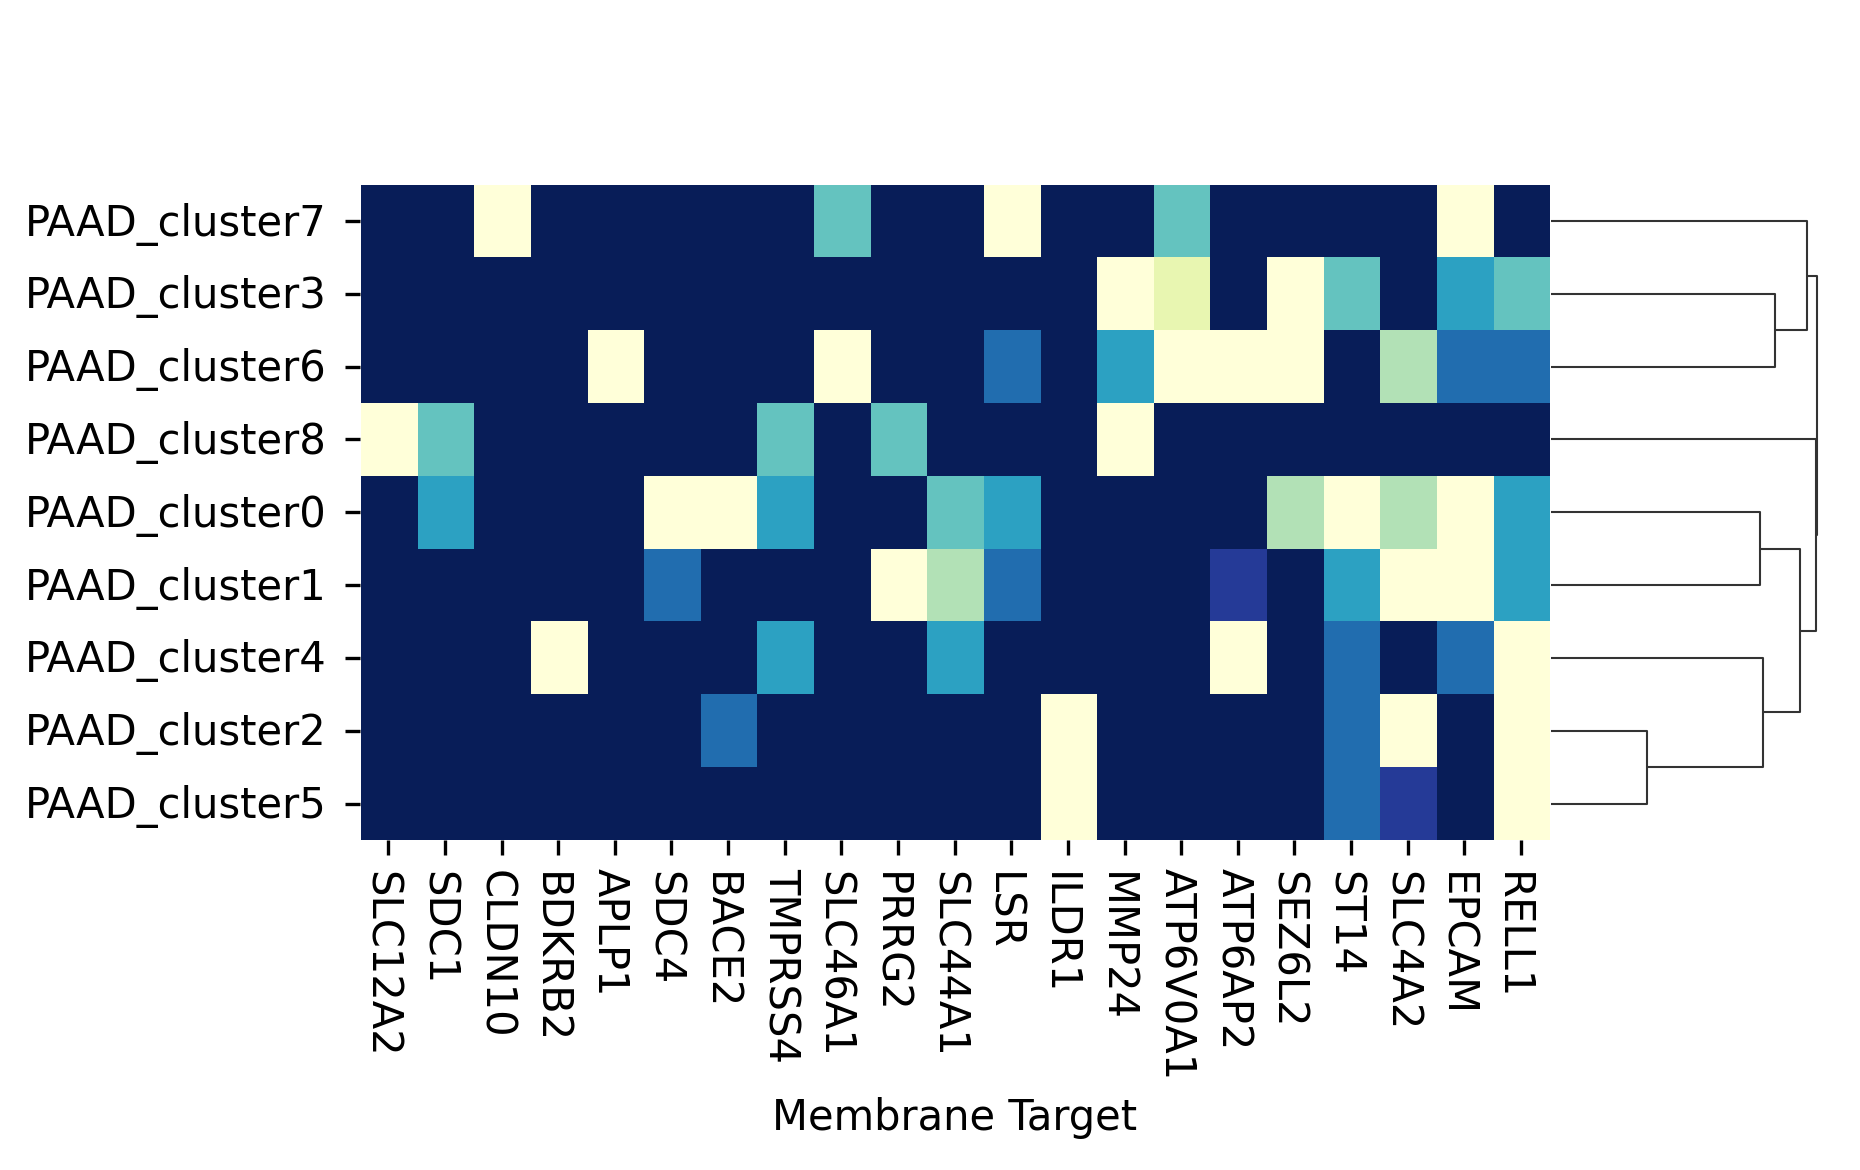 PAAD_cluster7
PAAD_cluster3
PAAD_cluster6
PAAD_cluster8
PAAD_cluster0
PAAD_cluster1
PAAD_cluster4
PAAD_cluster2
PAAD_cluster5
SLC12A2
SDC1
CLDN10
BDKRB2
APLP1
SDC4
BACE2
TMPRSS4
SLC46A1
PRRG2
SLC44A1
LSR
ILDR1
MMP24
ATP6V0A1
ATP6AP2
SEZ6L2
ST14
SLC4A2
EPCAM
RELL1
Membrane Target